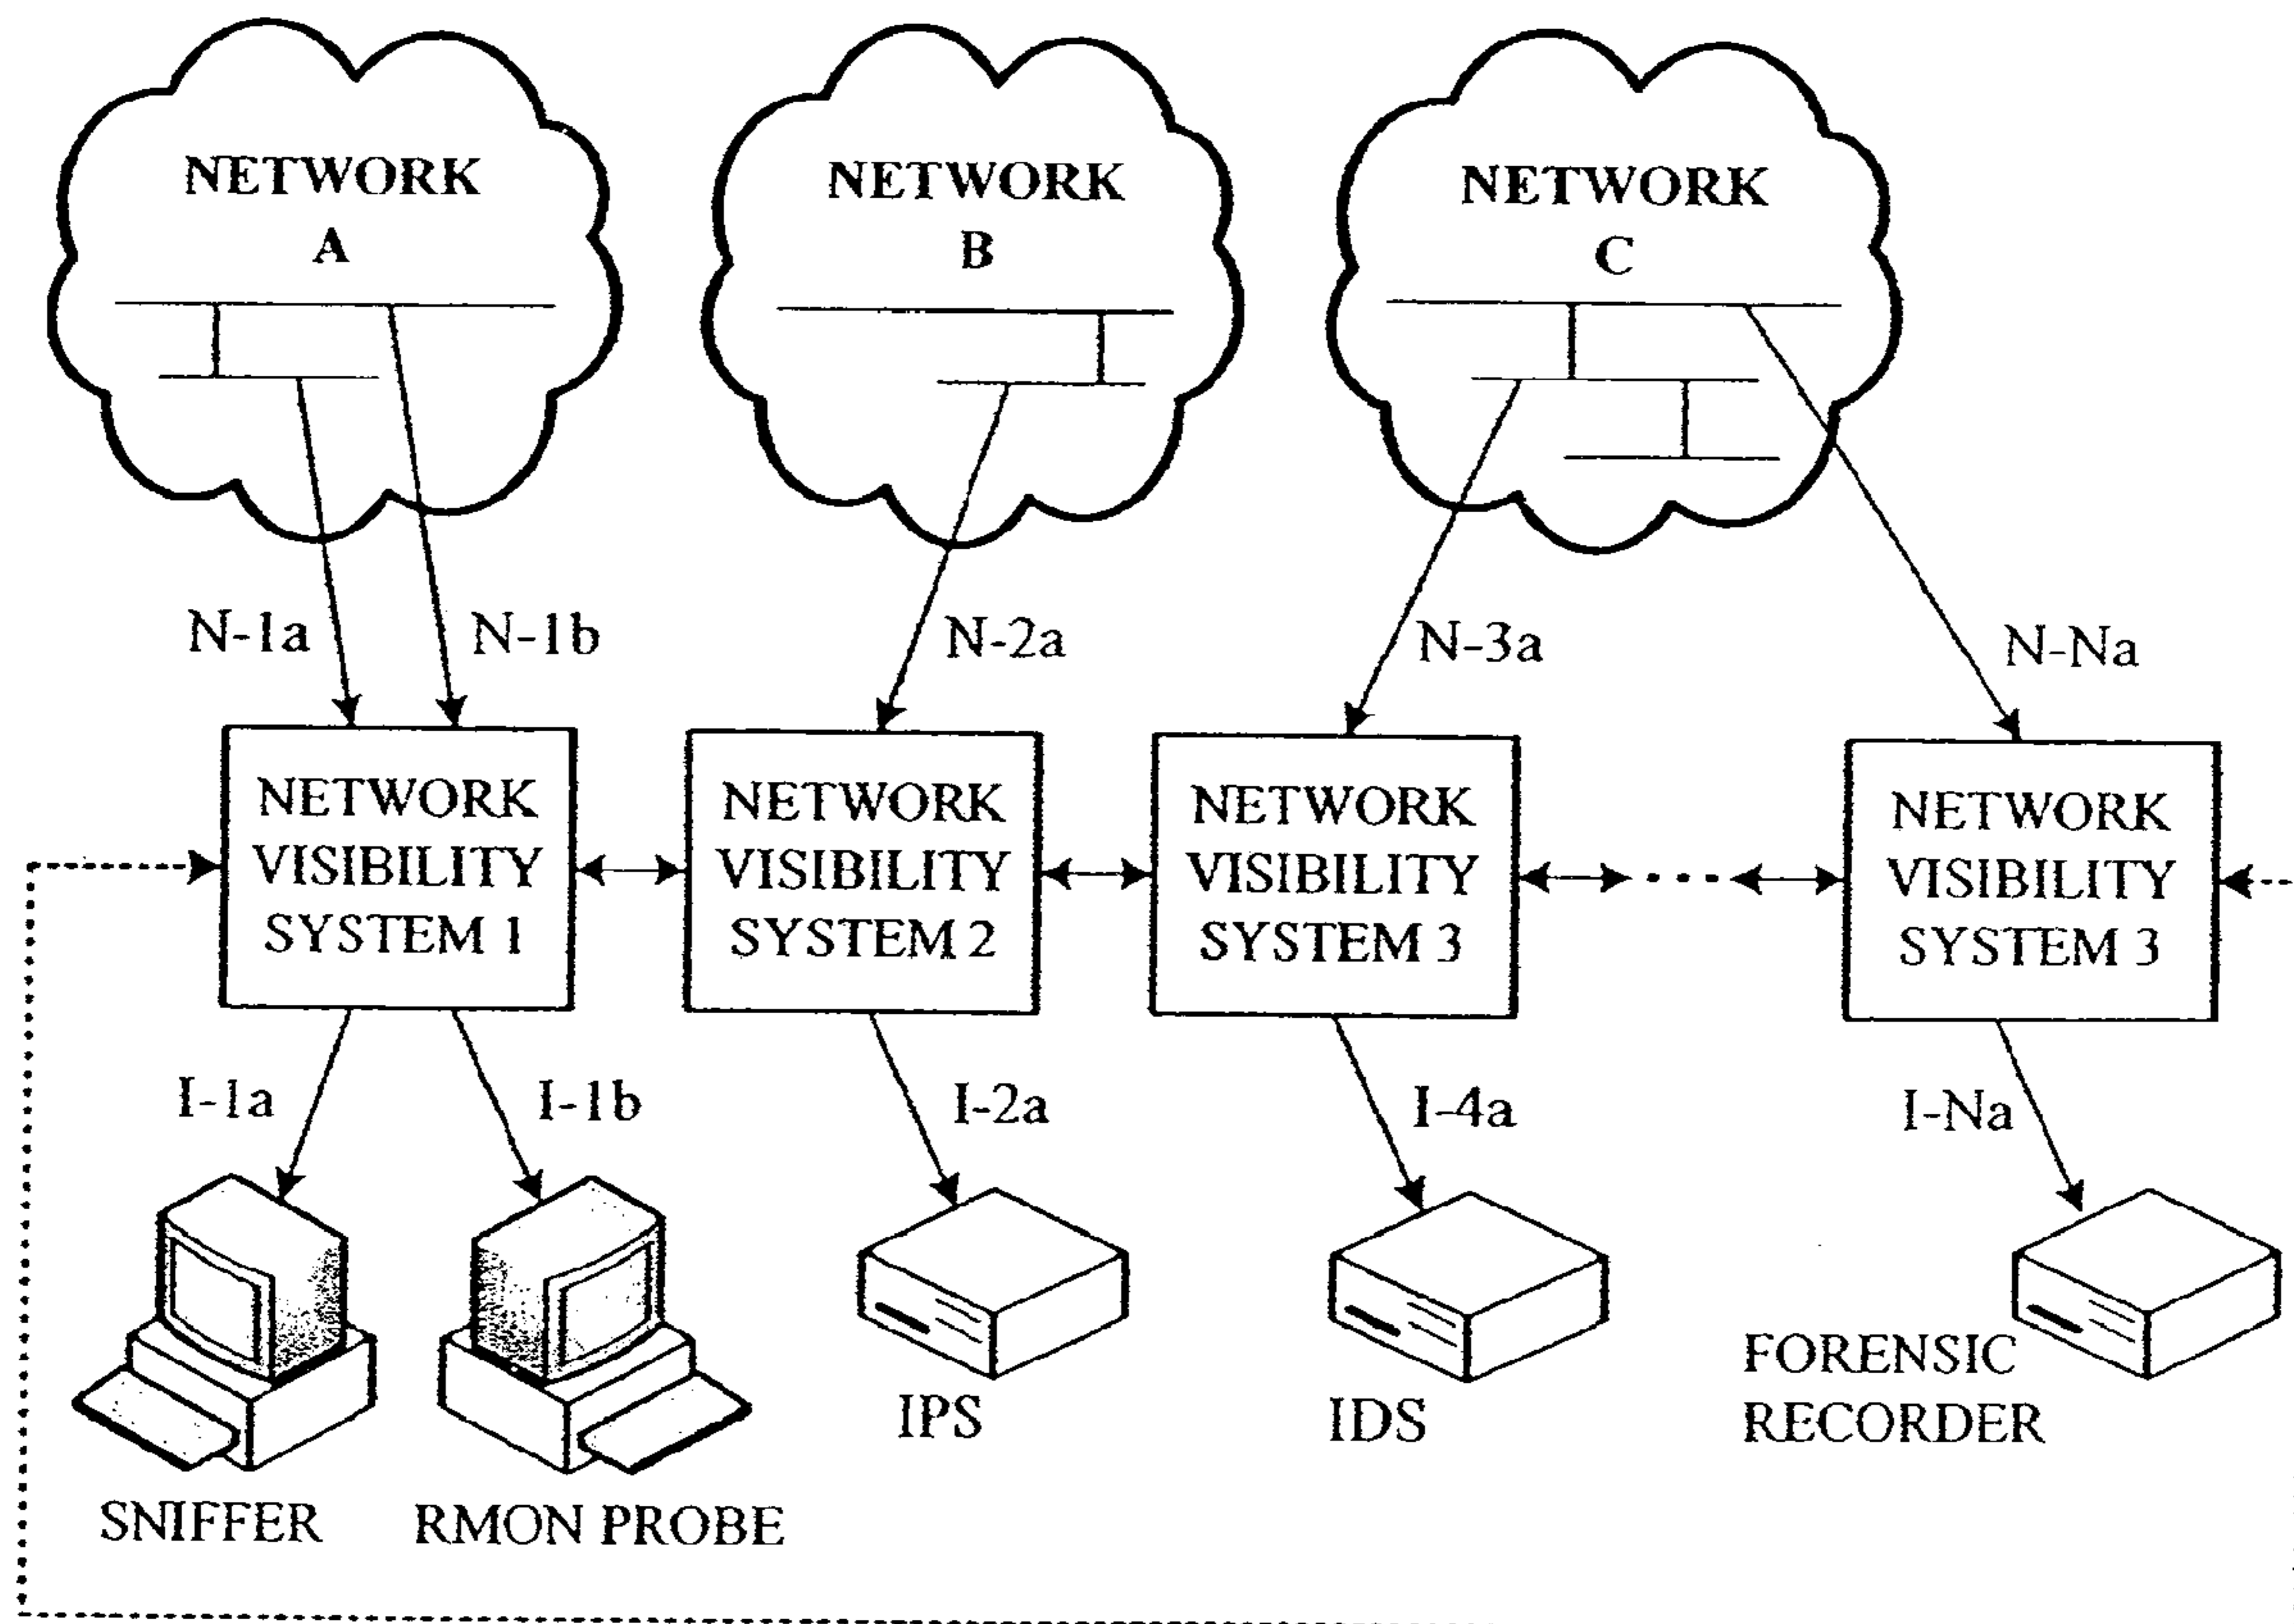 NETWORK
A
NETWORK
B
NETWORK
C
N-1a
N-1b
N-2a
N-3a
N-Na
NETWORK
VISIBILITY
SYSTEM 1
NETWORK
VISIBILITY
SYSTEM 2
NETWORK
VISIBILITY
SYSTEM 3
NETWORK
VISIBILITY
SYSTEM 3
I-1a
I-1b
I-2a
I-4a
I-Na
SNIFFER
RMON PROBE
IPS
IDS
FORENSIC
RECORDER